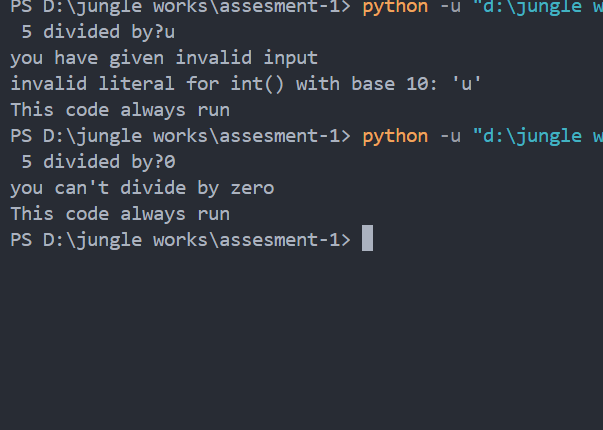 PS D:\jungle works\assesment-1> python -u "d:\jungle w
5 divided by?u
you have given invalid input
invalid literal for int() with base 10: 'u'
This code always run
PS D:\jungle works\assesment-1> python -u "d:\jungle w
5 divided by?0
you can't divide by zero
This code always run
PS D:\jungle works\assesment-1>